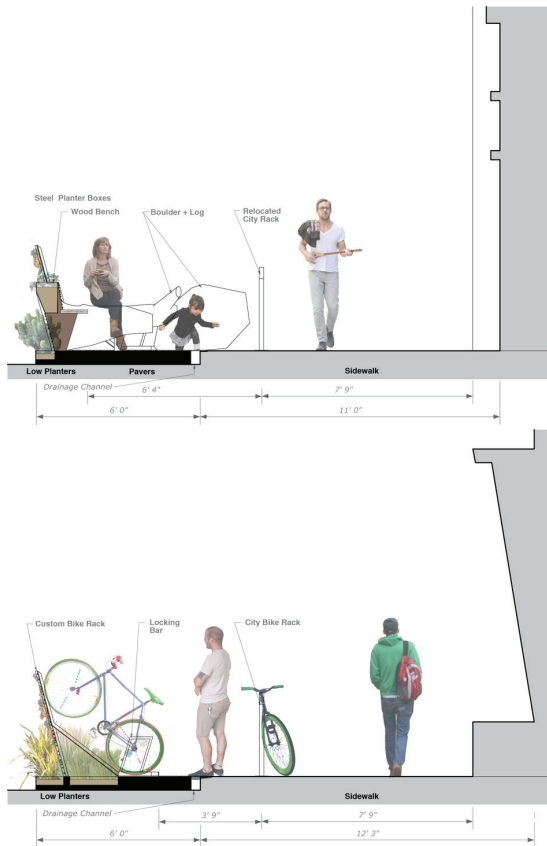 Steel Planter Boxes
Wood Bench
Boulder + Log
Relocated
City Rack
Low Planters
Pavers
Sidewalk
Drainage Channel
6' 4"
7' 9"
6' 0"
11' 0"
Custom Bike Rack
Locking
Bar
City Bike Rack
Low Planters
Sidewalk
Drainage Channel
3' 9"
7' 9"
6' 0"
12' 3"